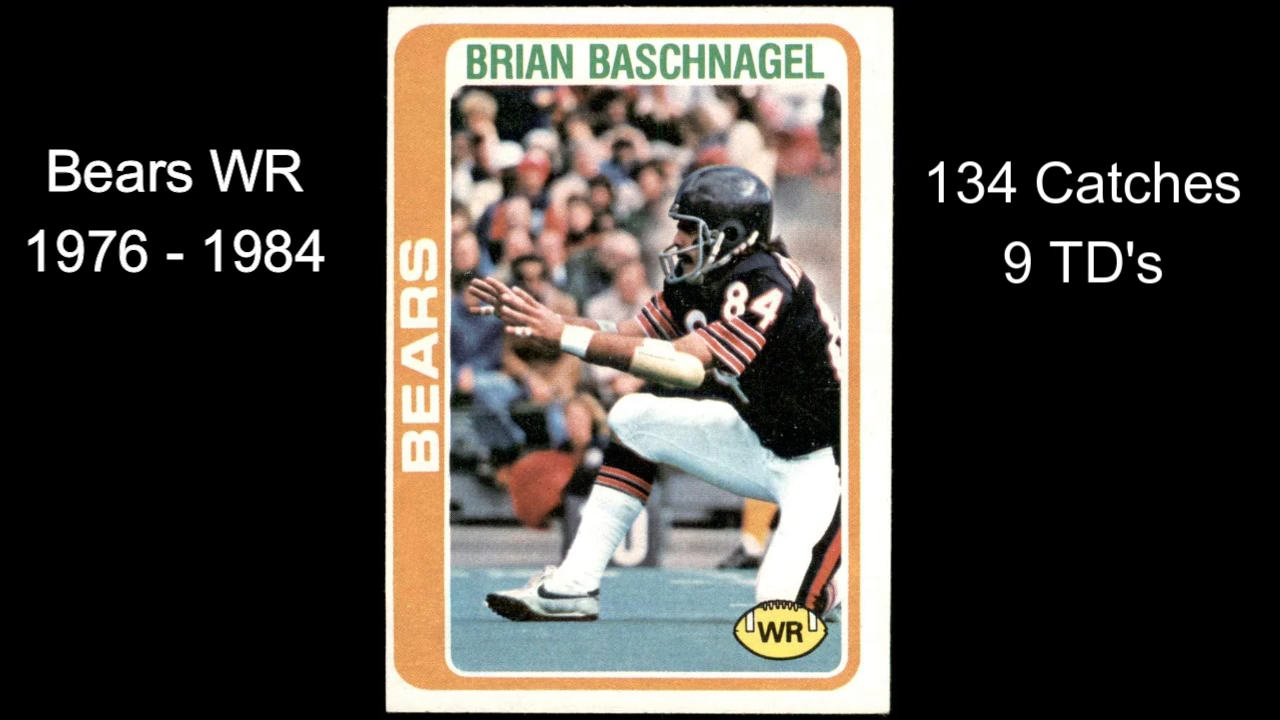 Bears WR
1976 - 1984
BRIAN BASCHNAGEL
BEARS
84
WR
134 Catches
9 TD's